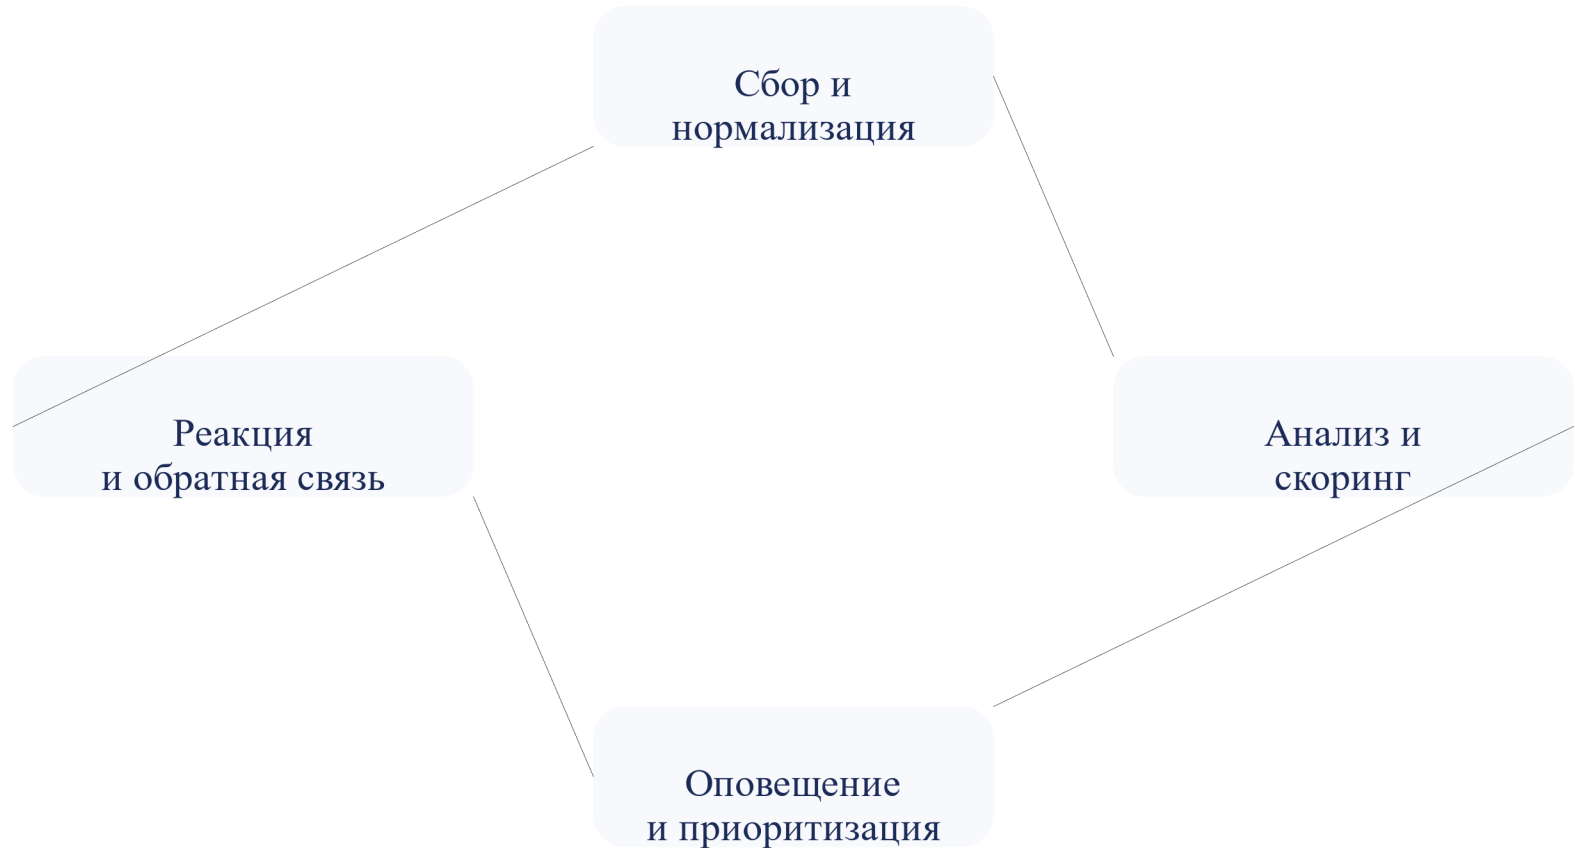 Сбор и
нормализация
Реакция
и обратная связь
Анализ и
скоринг
Оповещение
и приоритизация